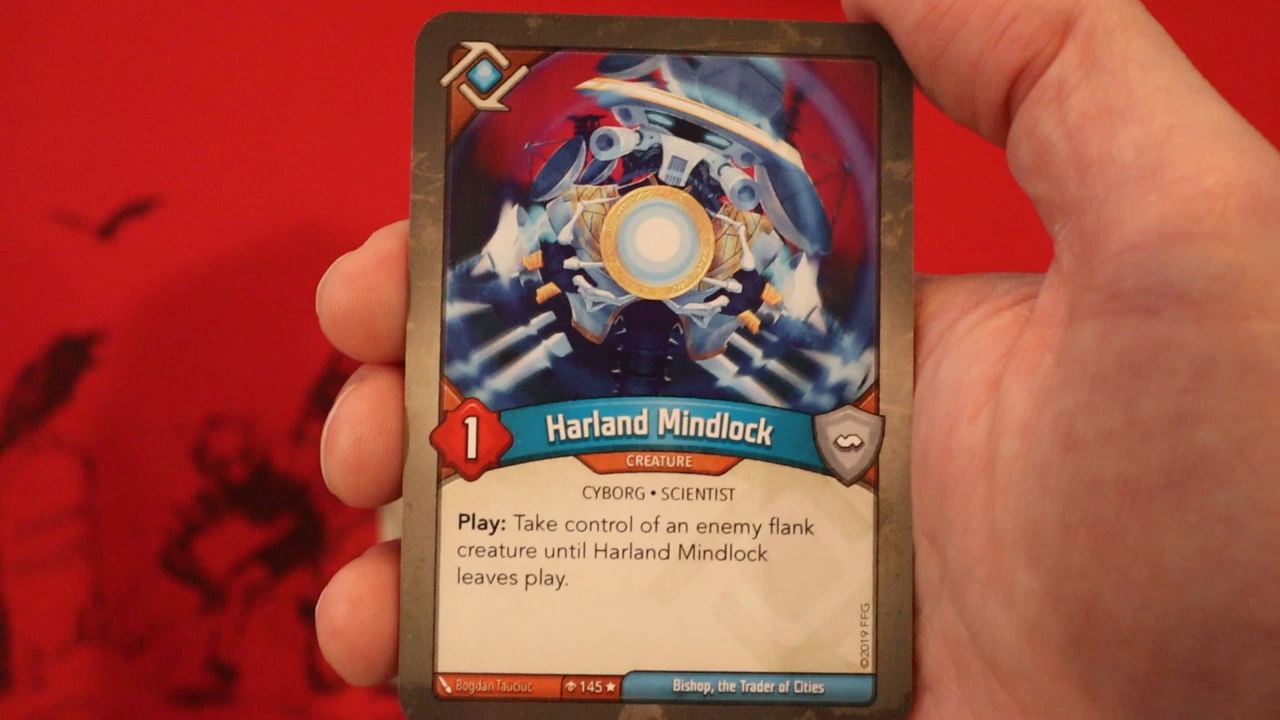 1
Harland Mindlock
CREATURE
CYBORG • SCIENTIST
Play: Take control of an enemy flank
creature until Harland Mindlock
leaves play.
©2019 FFG
Bogdan Tauciuc
145
Bishop, the Trader of Cities